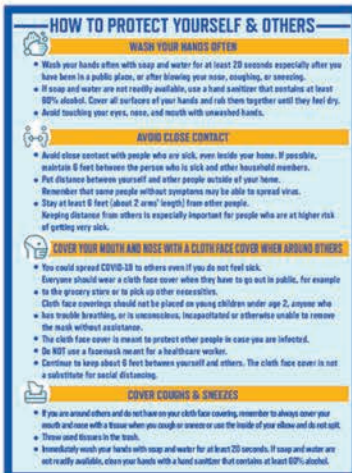 HOW TO PROTECT YOURSELF & OTHERS
WASH YOUR HANDS OFTEN
• Wash your hands often with soap and water for at least 20 seconds especially after you
have been in a public place, or after blowing your nose, coughing, or sneezing.
• If soap and water are not readily available, use a hand sanitizer that contains at least
60% alcohol. Cover all surfaces of your hands and rub them together until they feel dry.
• Avoid touching your eyes, nose, and mouth with unwashed hands.
AVOID CLOSE CONTACT
• Avoid close contact with people who are sick, even inside your home. If possible,
maintain 6 feet between the person who is sick and other household members.
• Put distance between yourself and other people outside of your home.
Remember that some people without symptoms may be able to spread virus.
• Stay at least 6 feet (about 2 arms' length) from other people.
Keeping distance from others is especially important for people who are at higher risk
of getting very sick.
COVER YOUR MOUTH AND NOSE WITH A CLOTH FACE COVER WHEN AROUND OTHERS
• You could spread COVID-19 to others even if you do not feel sick.
Everyone should wear a cloth face cover when they have to go out in public, for example
• to the grocery store or to pick up other necessities.
Cloth face coverings should not be placed on young children under age 2, anyone who
• has trouble breathing, or is unconscious, incapacitated or otherwise unable to remove
the mask without assistance.
• The cloth face cover is meant to protect other people in case you are infected.
• Do NOT use a facemask meant for a healthcare worker.
• Continue to keep about 6 feet between yourself and others. The cloth face cover is not
a substitute for social distancing.
COVER COUGHS & SNEEZES
• If you are around others and do not have on your cloth face covering, remember to always cover your
mouth and nose with a tissue when you cough or sneeze or use the inside of your elbow and do not spit.
• Throw used tissues in the trash.
• Immediately wash your hands with soap and water for at least 20 seconds. If soap and water are
not readily available, clean your hands with a hand sanitizer that contains at least 60% alcohol.